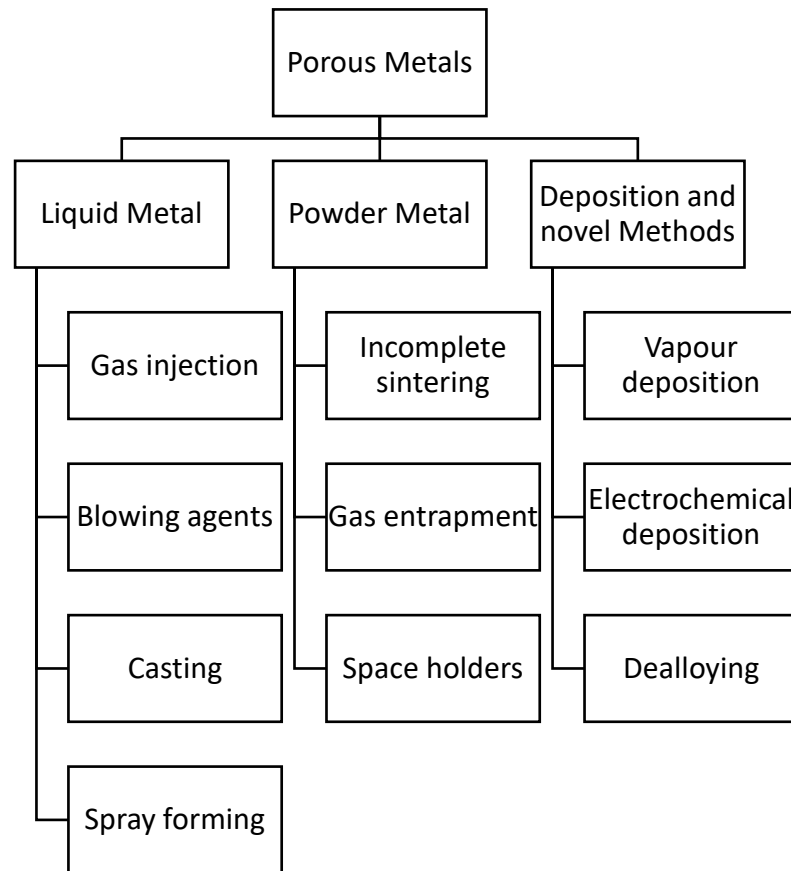 Porous Metals
Liquid Metal
Powder Metal
Deposition and
novel Methods
Gas injection
Blowing agents
Casting
Spray forming
Incomplete
sintering
Gas entrapment
Space holders
Vapour
deposition
Electrochemical
deposition
Dealloying